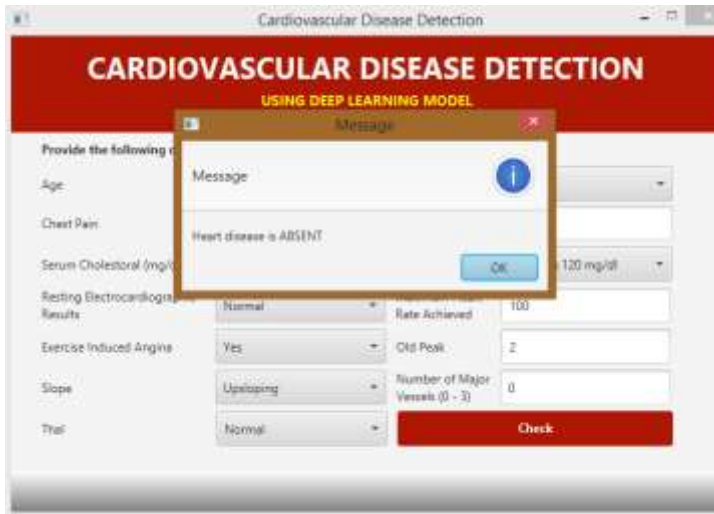 Cardiovascular Disease Detection
CARDIOVASCULAR DISEASE DETECTION
USING DEEP LEARNING MODEL
Message
Provide the following
Message
Age
Chest Pain
Heart disease is ABSENT
OK
Serum Cholestoral (mg/
120 mg/dl
Resting Electrocardiographic
Results
Normal
Rate Achieved
100
Exercise Induced Angina
Yes
Old Peak
2
Slope
Upsloping
Number of Major
Vessels (0 - 3)
0
Thal
Normal
Check